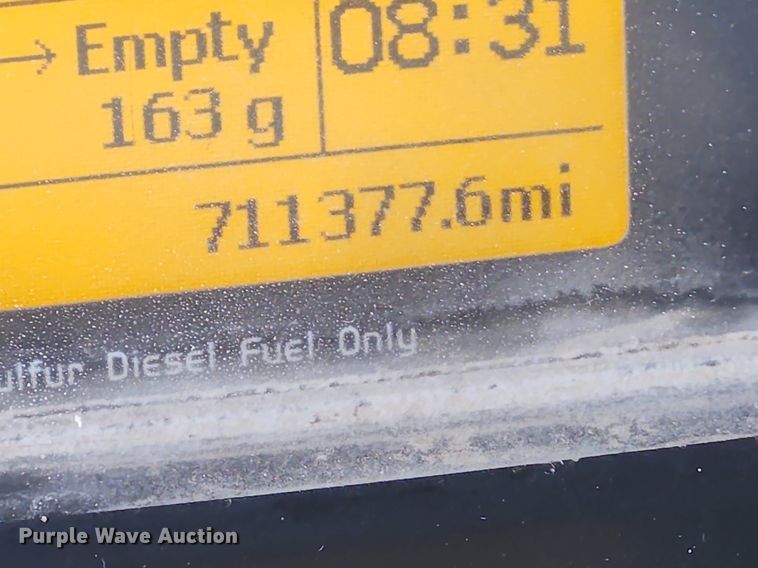 → Empty
08:31
163 g
711377.6mi
ulfur Diesel Fuel Only
Purple Wave Auction